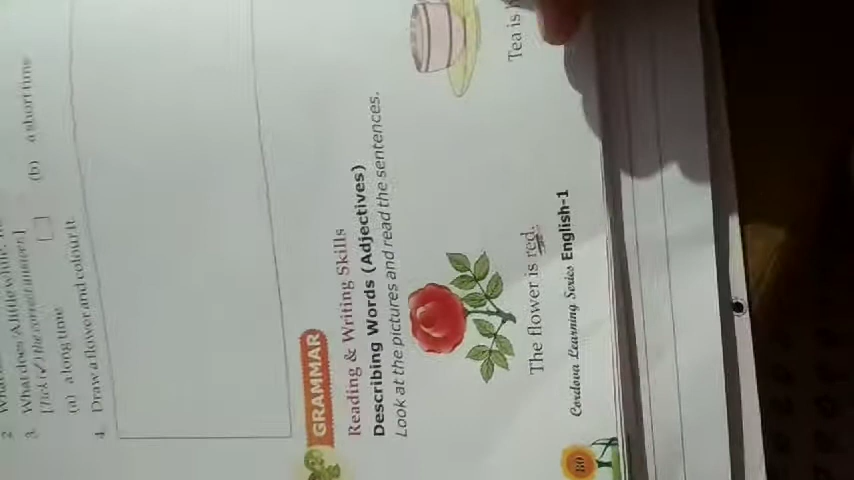 3. What does A little while,
[Tick (✓) the correct answer.]
(a) a long time (b) a short time
4. Draw a flower and colour it.
GRAMMAR
Reading & Writing Skills
Describing Words (Adjectives)
Look at the pictures and read the sentences.
The flower is red.
Tea is
80
Cordova Learning Series English-1